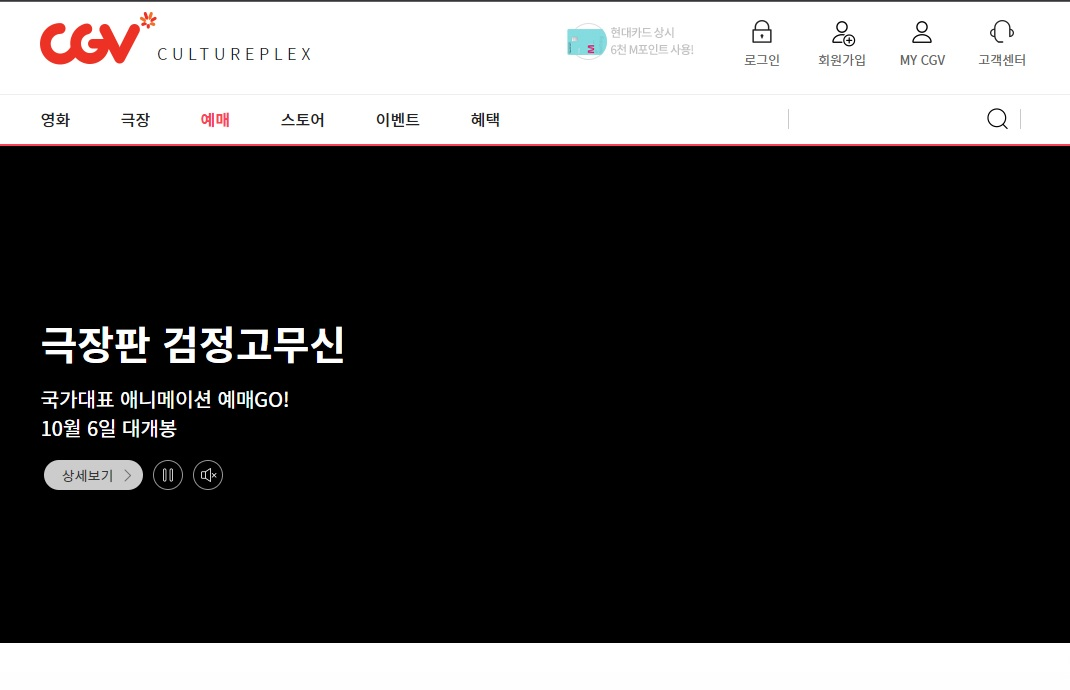 CGV CULTUREPLEX
현대카드 상시
6천 M포인트 사용!
로그인 회원가입 MY CGV 고객센터
영화 극장 예매 스토어 이벤트 혜택
극장판 검정고무신
국가대표 애니메이션 예매GO!
10월 6일 대개봉
상세보기